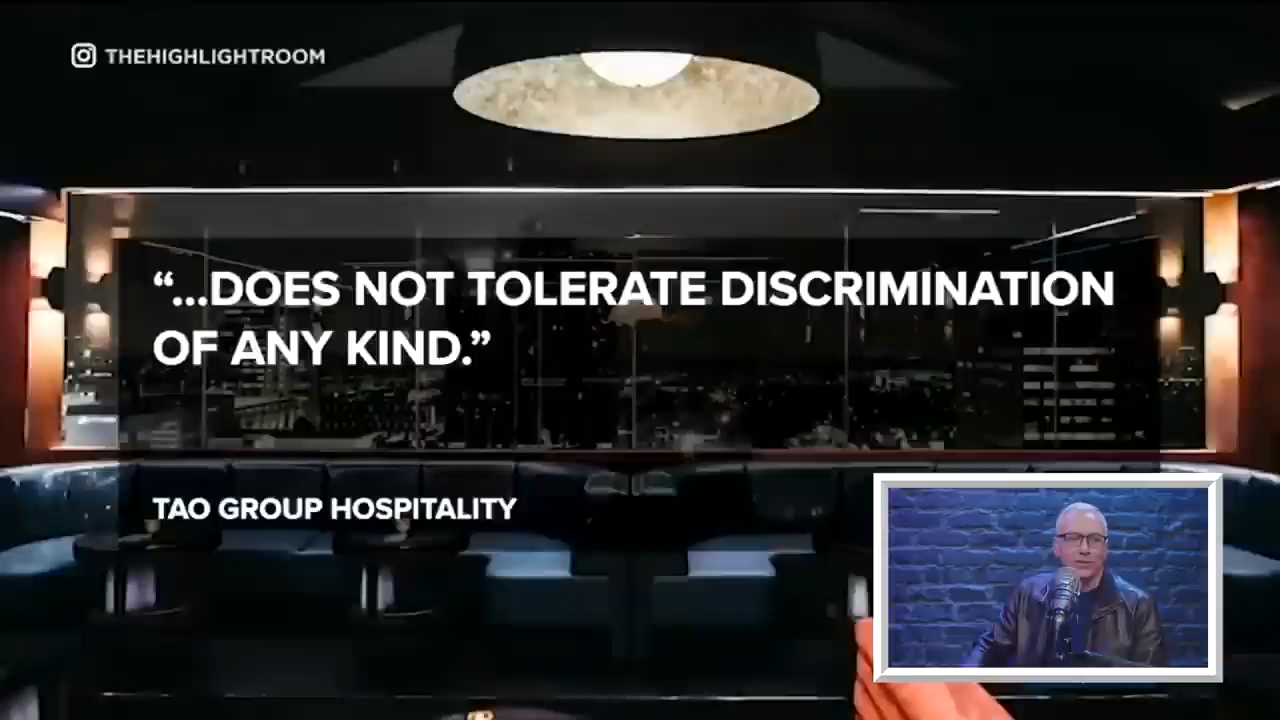 THEHIGHLIGHTROOM
“...DOES NOT TOLERATE DISCRIMINATION
OF ANY KIND.”
TAO GROUP HOSPITALITY